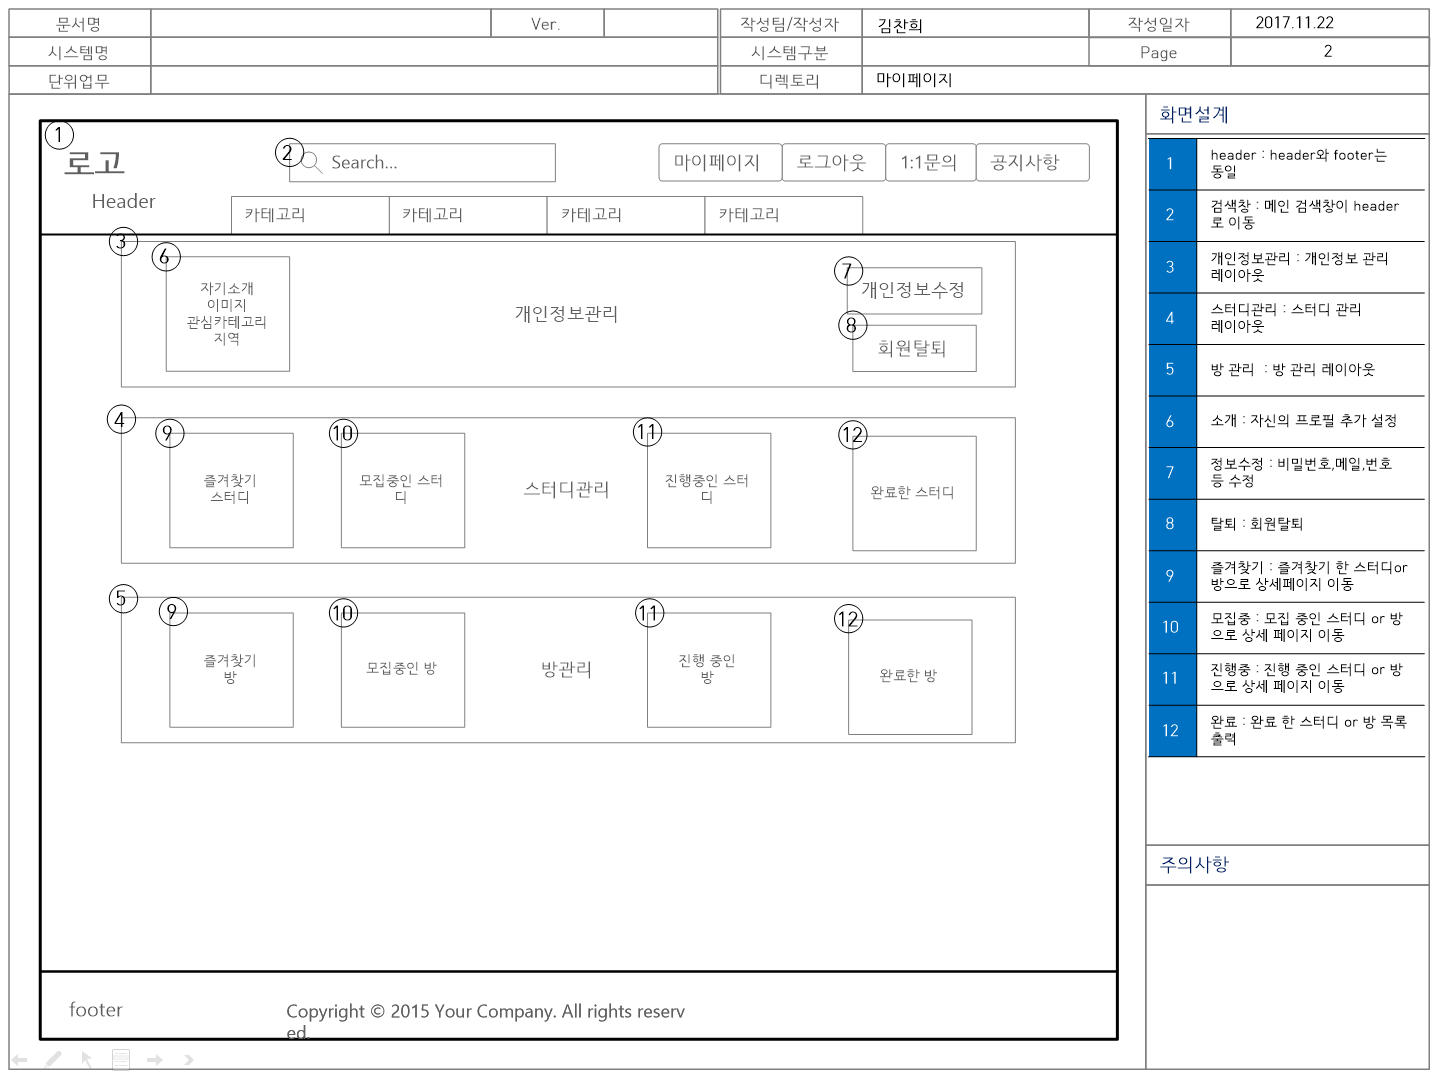 문서명
Ver.
작성팀/작성자
김찬희
작성일자
2017.11.22
시스템명
시스템구분
Page
2
단위업무
디렉토리
마이페이지
1
로고
Header
2
Search...
마이페이지
로그아웃
1:1문의
공지사항
카테고리
카테고리
카테고리
카테고리
3
6
자기소개
이미지
관심카테고리
지역
개인정보관리
7
개인정보수정
8
회원탈퇴
4
9
즐겨찾기
스터디
10
모집중인 스터
디
스터디관리
11
진행중인 스터
디
12
완료한 스터디
5
9
즐겨찾기
방
10
모집중인 방
방관리
11
진행 중인
방
12
완료한 방
footer
Copyright © 2015 Your Company. All rights reserv
ed.
화면설계
1
header : header와 footer는
동일
2
검색창 : 메인 검색창이 header
로 이동
3
개인정보관리 : 개인정보 관리
레이아웃
4
스터디관리 : 스터디 관리
레이아웃
5
방 관리  : 방 관리 레이아웃
6
소개 : 자신의 프로필 추가 설정
7
정보수정 : 비밀번호,메일,번호
등 수정
8
탈퇴 : 회원탈퇴
9
즐겨찾기 : 즐겨찾기 한 스터디or
방으로 상세페이지 이동
10
모집중 : 모집 중인 스터디 or 방
으로 상세 페이지 이동
11
진행중 : 진행 중인 스터디 or 방
으로 상세 페이지 이동
12
완료 : 완료 한 스터디 or 방 목록
출력
주의사항